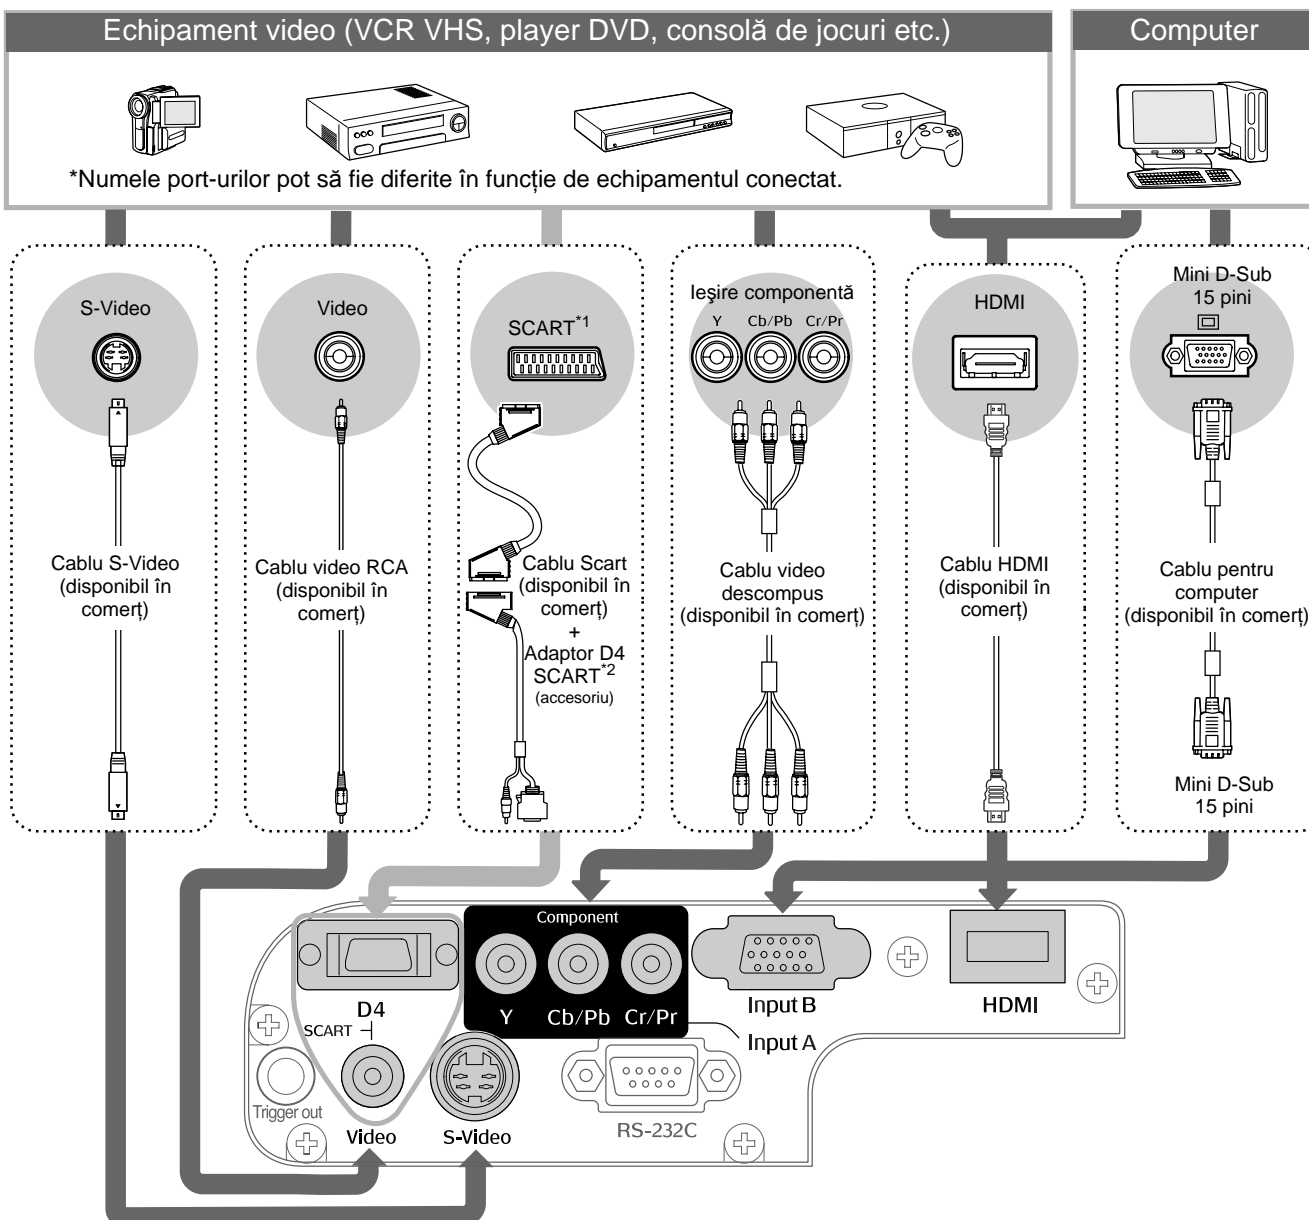 Echipament video (VCR VHS, player DVD, consolă de jocuri etc.)
Computer
*Numele port-urilor pot să fie diferite în funcție de echipamentul conectat.
S-Video
Video
SCART*1
Ieşire componentă
Y Cb/Pb Cr/Pr
HDMI
Mini D-Sub
15 pini
Cablu S-Video
(disponibil în
comerț)
Cablu video RCA
(disponibil în
comerț)
Cablu Scart
(disponibil în
comerț)
+
Adaptor D4
SCART*2
(accesoriu)
Cablu video
descompus
(disponibil în comerț)
Cablu HDMI
(disponibil în
comerț)
Cablu pentru
computer
(disponibil în comerț)
Mini D-Sub
15 pini
Component
Y Cb/Pb Cr/Pr
Input A
Input B
HDMI
D4
SCART
Trigger out
Video
S-Video
RS-232C